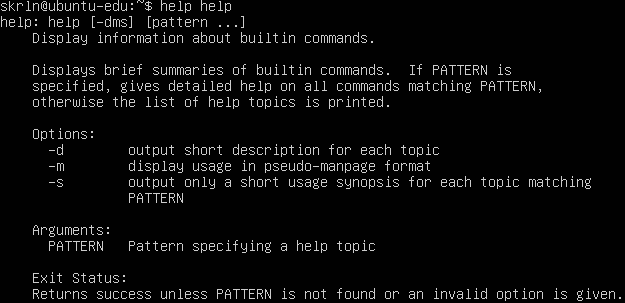 skrln@ubuntu-edu:~$ help help
help: help [-dms] [pattern ...]
    Display information about builtin commands.

    Displays brief summaries of builtin commands.  If PATTERN is
    specified, gives detailed help on all commands matching PATTERN,
    otherwise the list of help topics is printed.

    Options:
      -d        output short description for each topic
      -m        display usage in pseudo-manpage format
      -s        output only a short usage synopsis for each topic matching
                PATTERN

    Arguments:
      PATTERN   Pattern specifying a help topic

    Exit Status:
    Returns success unless PATTERN is not found or an invalid option is given.